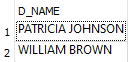 D_NAME
1 PATRICIA JOHNSON
2 WILLIAM BROWN